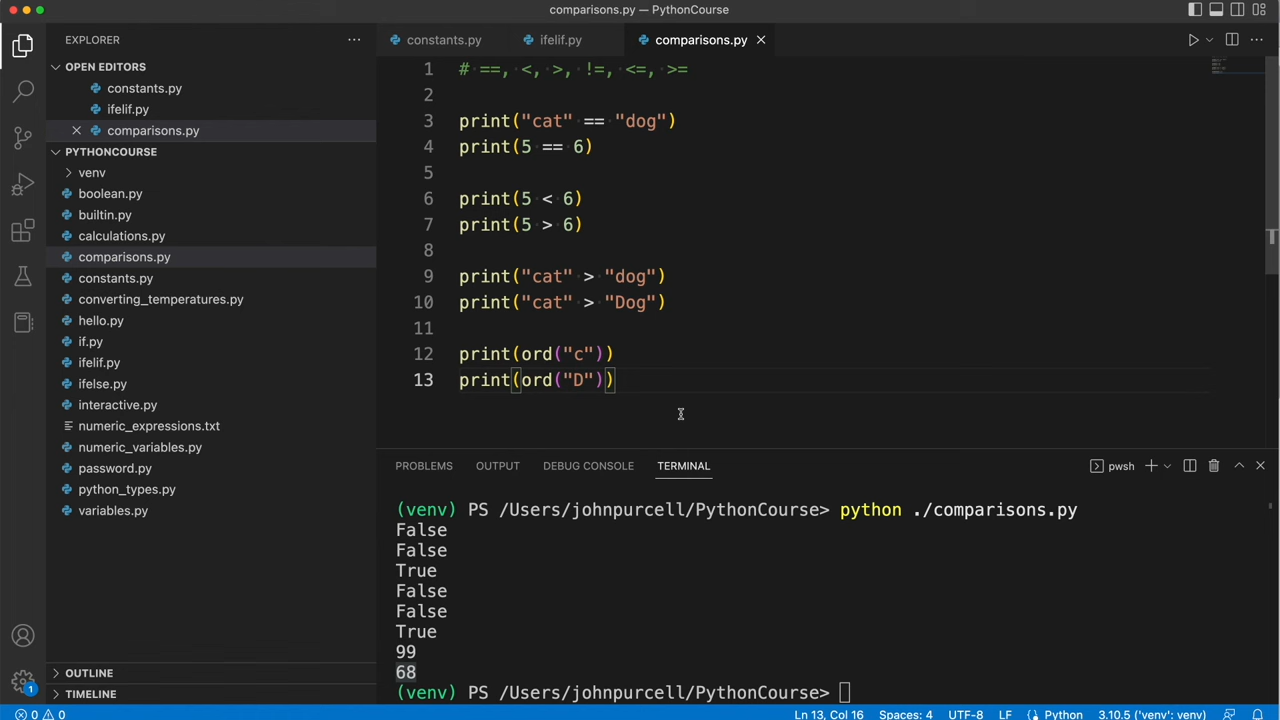 comparisons.py — PythonCourse
EXPLORER
constants.py
ifelif.py
comparisons.py
OPEN EDITORS
constants.py
ifelif.py
comparisons.py
PYTHONCOURSE
venv
boolean.py
builtin.py
calculations.py
comparisons.py
constants.py
converting_temperatures.py
hello.py
if.py
ifelif.py
ifelse.py
interactive.py
numeric_expressions.txt
numeric_variables.py
password.py
python_types.py
variables.py
OUTLINE
TIMELINE
1 # ==, <, >, !=, <=, >=
2
3 print("cat" == "dog")
4 print(5 == 6)
5
6 print(5 < 6)
7 print(5 > 6)
8
9 print("cat" > "dog")
10 print("cat" > "Dog")
11
12 print(ord("c"))
13 print(ord("D"))
PROBLEMS OUTPUT DEBUG CONSOLE TERMINAL
pwsh
(venv) PS /Users/johnpurcell/PythonCourse> python ./comparisons.py
False
False
True
False
False
True
99
68
(venv) PS /Users/johnpurcell/PythonCourse>
1
0 0
Ln 13, Col 16 Spaces: 4 UTF-8 LF Python 3.10.5 ('venv': venv)